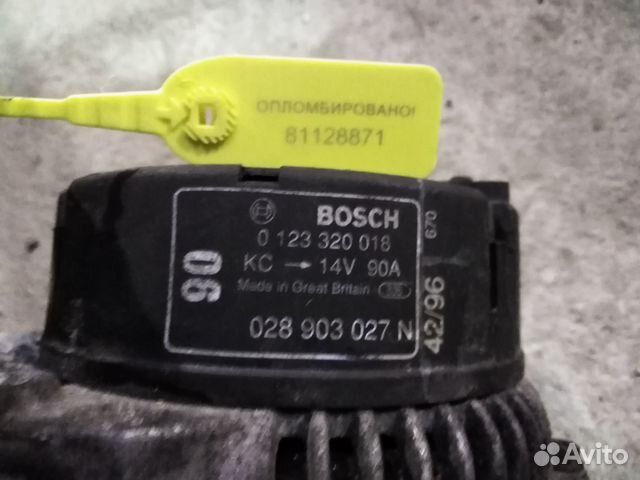 ОПЛОМБИРОВАНО!
81128871
BOSCH
0 123 320 018
KC → 14V 90A
90
Made in Great Britain
028 903 027 N
42/96
670
Avito